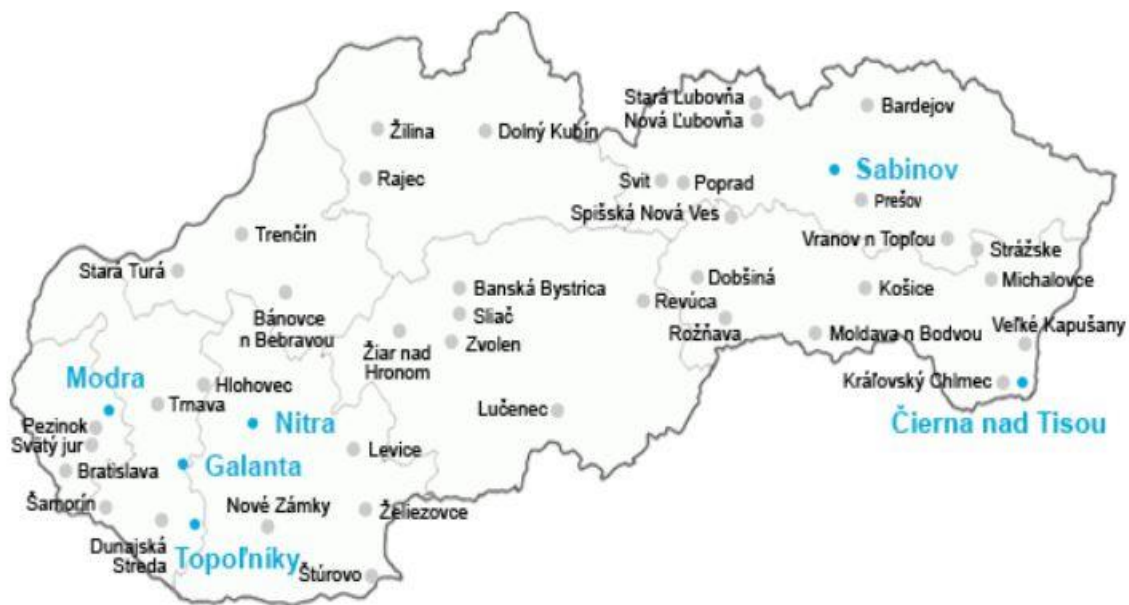 Stará Ľubovňa
Bardejov
Nová Ľubovňa
Žilina
Dolný Kubín
Sabinov
Rajec
Svit
Poprad
Prešov
Spišská Nová Ves
Trenčín
Vranov n Topľou
Strážske
Stará Turá
Dobšiná
Michalovce
Banská Bystrica
Košice
Revúca
Bánovce
n Bebravou
Sliač
Rožňava
Moldava n Bodvou
Veľké Kapušany
Zvolen
Žiar nad
Hronom
Modra
Hlohovec
Kráľovský Chlmec
Trnava
Lučenec
Nitra
Čierna nad Tisou
Pezinok
Svätý jur
Levice
Galanta
Bratislava
Šamorín
Nové Zámky
Želiezovce
Dunajská
Streda
Topoľníky
Štúrovo